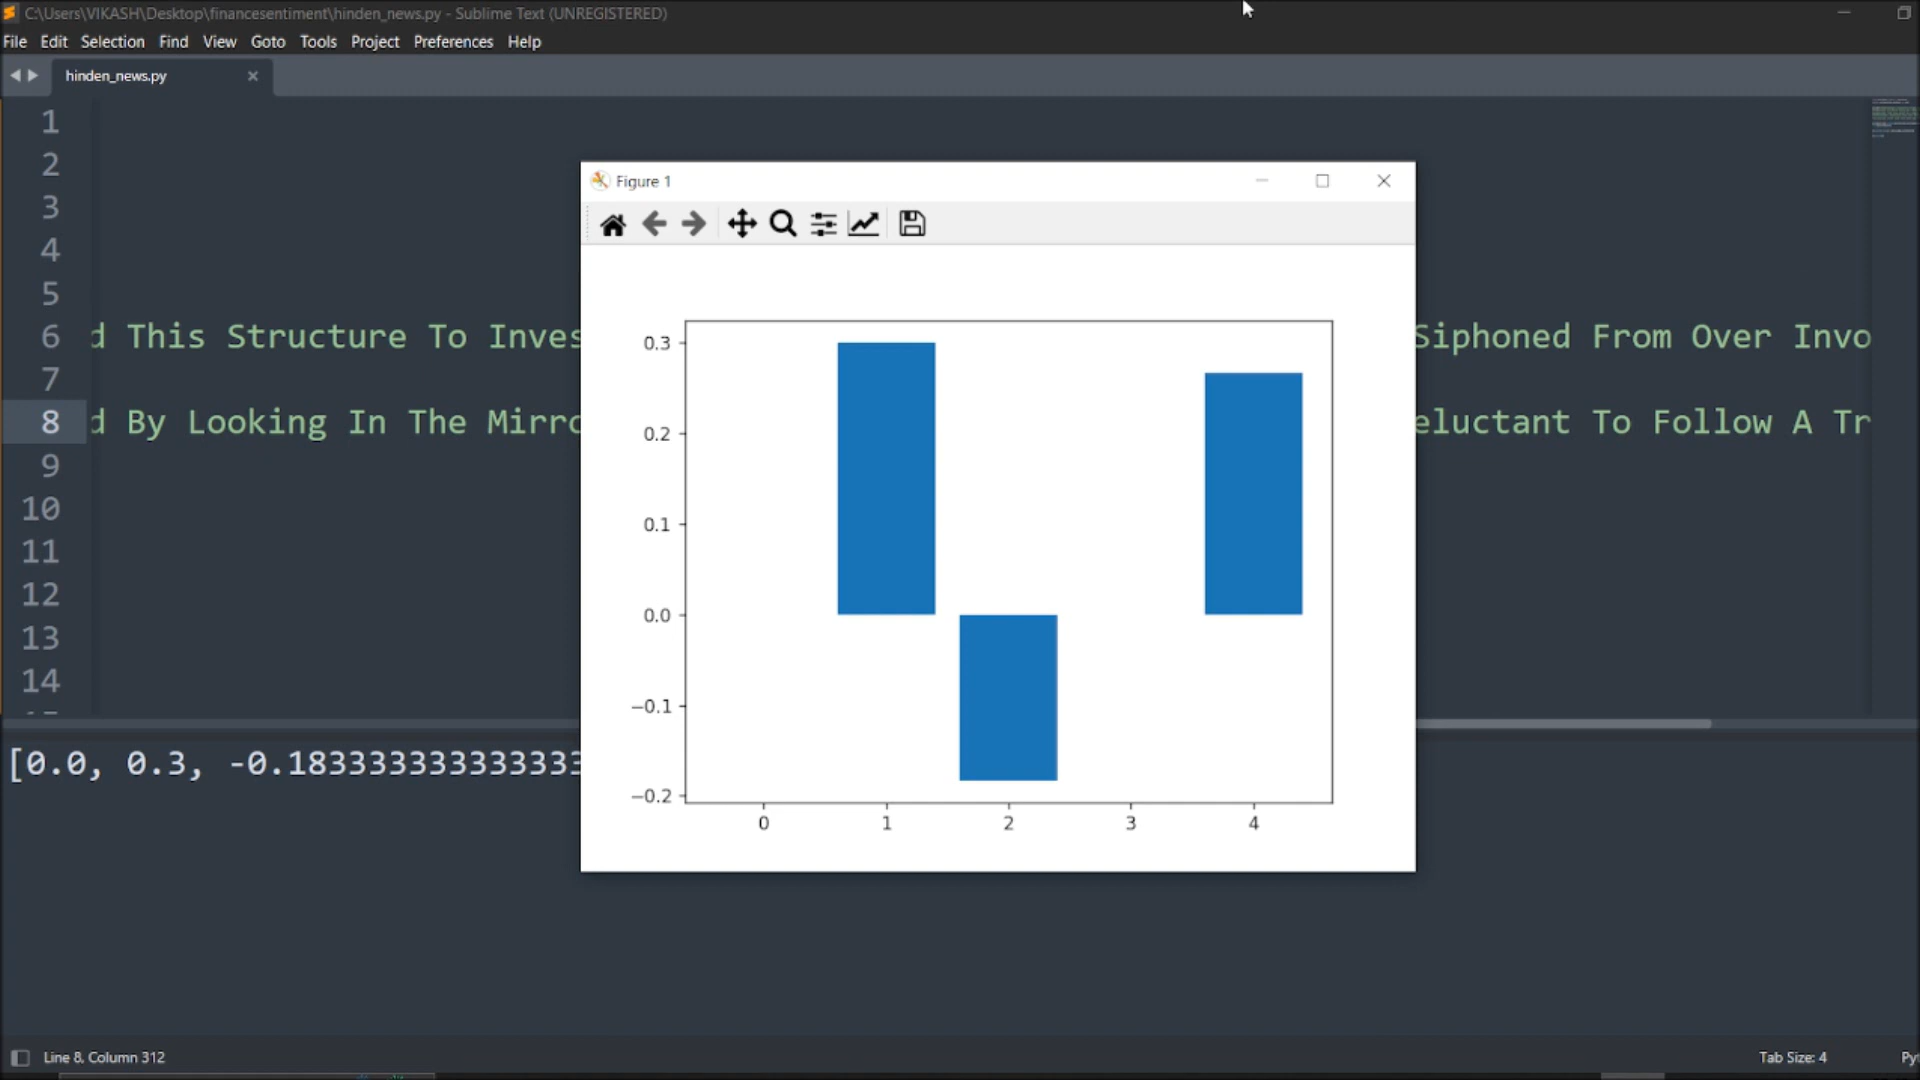 C:\Users\VIKASH\Desktop\financesentiment\hinden_news.py - Sublime Text (UNREGISTERED)
File Edit Selection Find View Goto Tools Project Preferences Help
hinden_news.py
1
2
3
4
5
6 d This Structure To Inves Siphoned From Over Invo
7
8 d By Looking In The Mirro eluctant To Follow A Tr
9
10
11
12
13
14
Figure 1
0.3
0.2
0.1
0.0
−0.1
−0.2
0 1 2 3 4
[0.0, 0.3, -0.1833333333333333
Line 8, Column 312
Tab Size: 4
Pyt